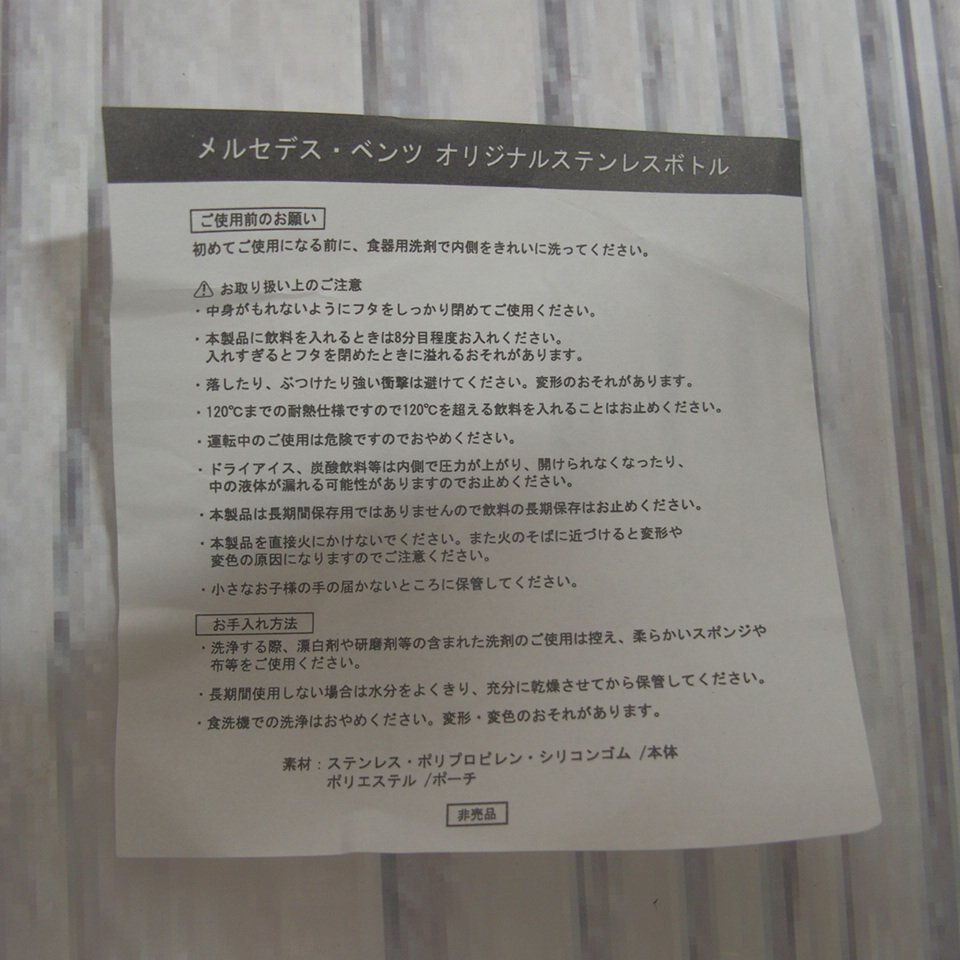 メルセデス・ベンツ オリジナルステンレスボトル
ご使用前のお願い
初めてご使用になる前に、食器用洗剤で内側をきれいに洗ってください。
⚠ お取り扱い上のご注意
・中身がもれないようにフタをしっかり閉めてご使用ください。
・本製品に飲料を入れるときは8分目程度お入れください。
入れすぎるとフタを閉めたときに溢れるおそれがあります。
・落したり、ぶつけたり強い衝撃は避けてください。変形のおそれがあります。
・120℃までの耐熱仕様ですので120℃を超える飲料を入れることはお止めください。
・運転中のご使用は危険ですのでおやめください。
・ドライアイス、炭酸飲料等は内側で圧力が上がり、開けられなくなったり、
中の液体が漏れる可能性がありますのでお止めください。
・本製品は長期間保存用ではありませんので飲料の長期保存はお止めください。
・本製品を直接火にかけないでください。また火のそばに近づけると変形や
変色の原因になりますのでご注意ください。
・小さなお子様の手の届かないところに保管してください。
お手入れ方法
・洗浄する際、漂白剤や研磨剤等の含まれた洗剤のご使用は控え、柔らかいスポンジや
布等をご使用ください。
・長期間使用しない場合は水分をよくきり、充分に乾燥させてから保管してください。
・食洗機での洗浄はおやめください。変形・変色のおそれがあります。
素材：ステンレス・ポリプロピレン・シリコンゴム /本体
ポリエステル /ポーチ
非売品